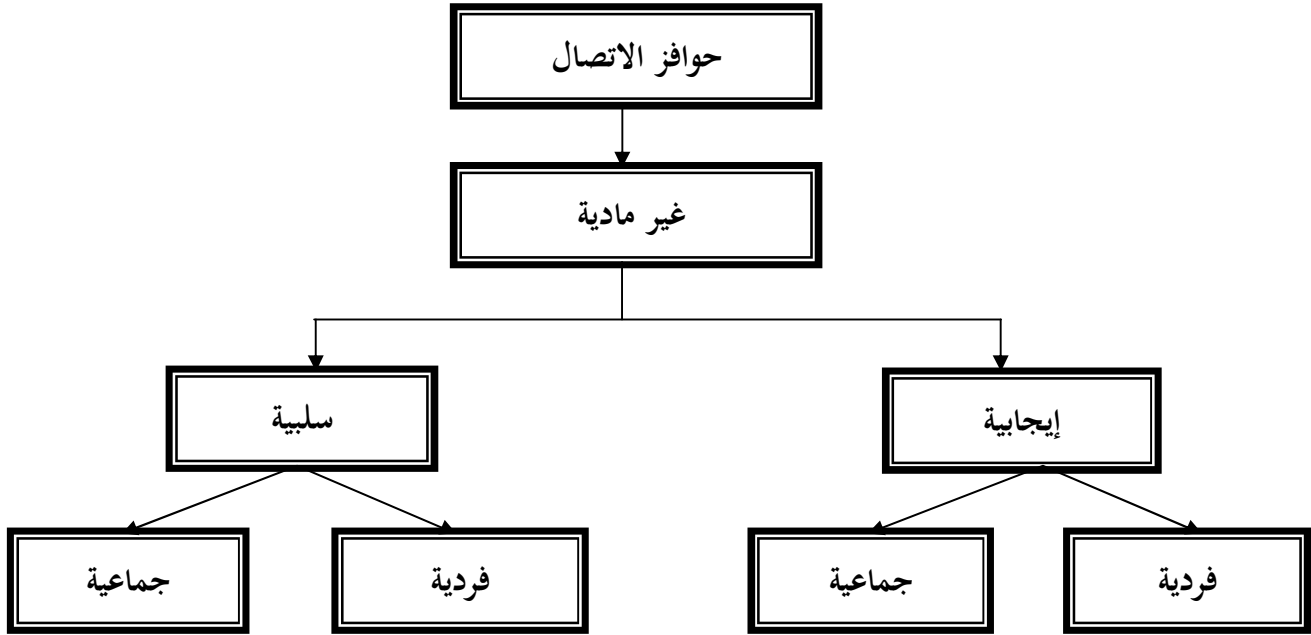 حوافز الاتصال
غير مادية
إيجابية
سلبية
فردية
جماعية
فردية
جماعية